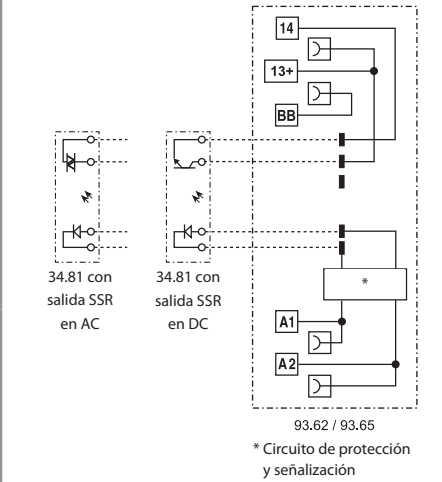 14
13+
BB
34.81 con
salida SSR
en AC
34.81 con
salida SSR
en DC
*
A1
A2
93.62 / 93.65
* Circuito de protección
y señalización